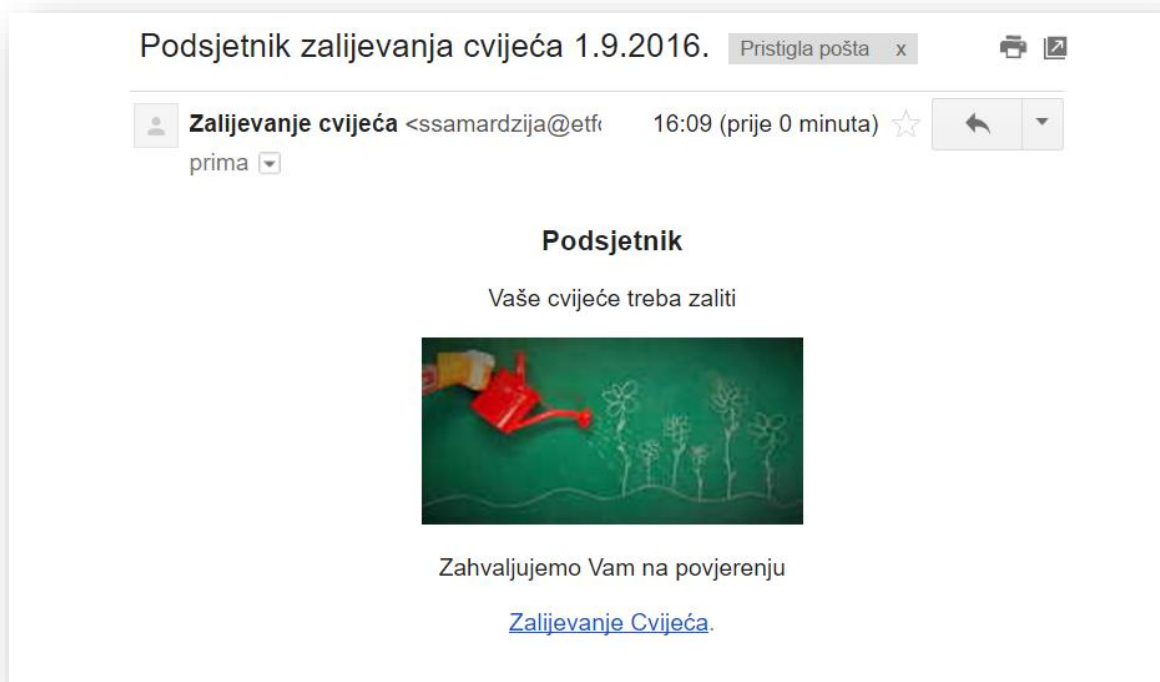 Podsjetnik zalijevanja cvijeća 1.9.2016. Pristigla pošta x
Zalijevanje cvijeća <ssamardzija@etf 16:09 (prije 0 minuta)
prima
Podsjetnik
Vaše cvijeće treba zaliti
Zahvaljujemo Vam na povjerenju
Zalijevanje Cvijeća.